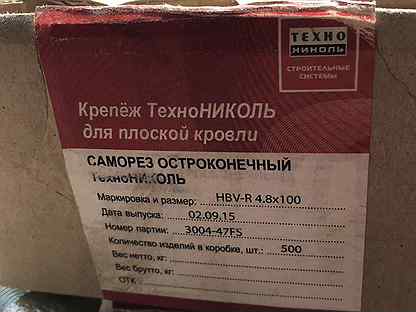 ТЕХНО
НИКОЛЬ
СТРОИТЕЛЬНЫЕ
СИСТЕМЫ
Крепёж ТехноНИКОЛЬ
для плоской кровли
САМОРЕЗ ОСТРОКОНЕЧНЫЙ
ТехноНИКОЛЬ
Маркировка и размер: HBV-R 4.8x100
Дата выпуска: 02.09.15
Номер партии: 3004-47FS
Количество изделий в коробке, шт.: 500
Вес нетто, кг:
Вес брутто, кг:
ОТК